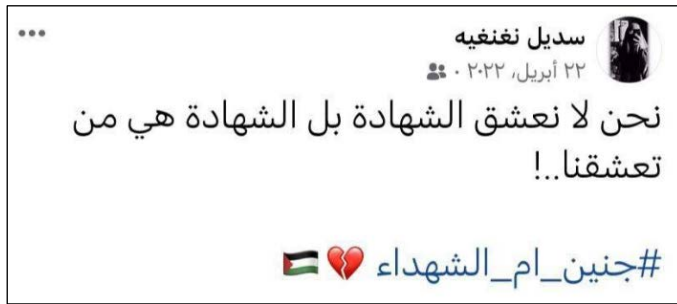 سديل نغنغيه
٢٢ أبريل، ٢٠٢٢ ·
نحن لا نعشق الشهادة بل الشهادة هي من
تعشقنا..!
#جنين_ام_الشهداء 💔 🇵🇸